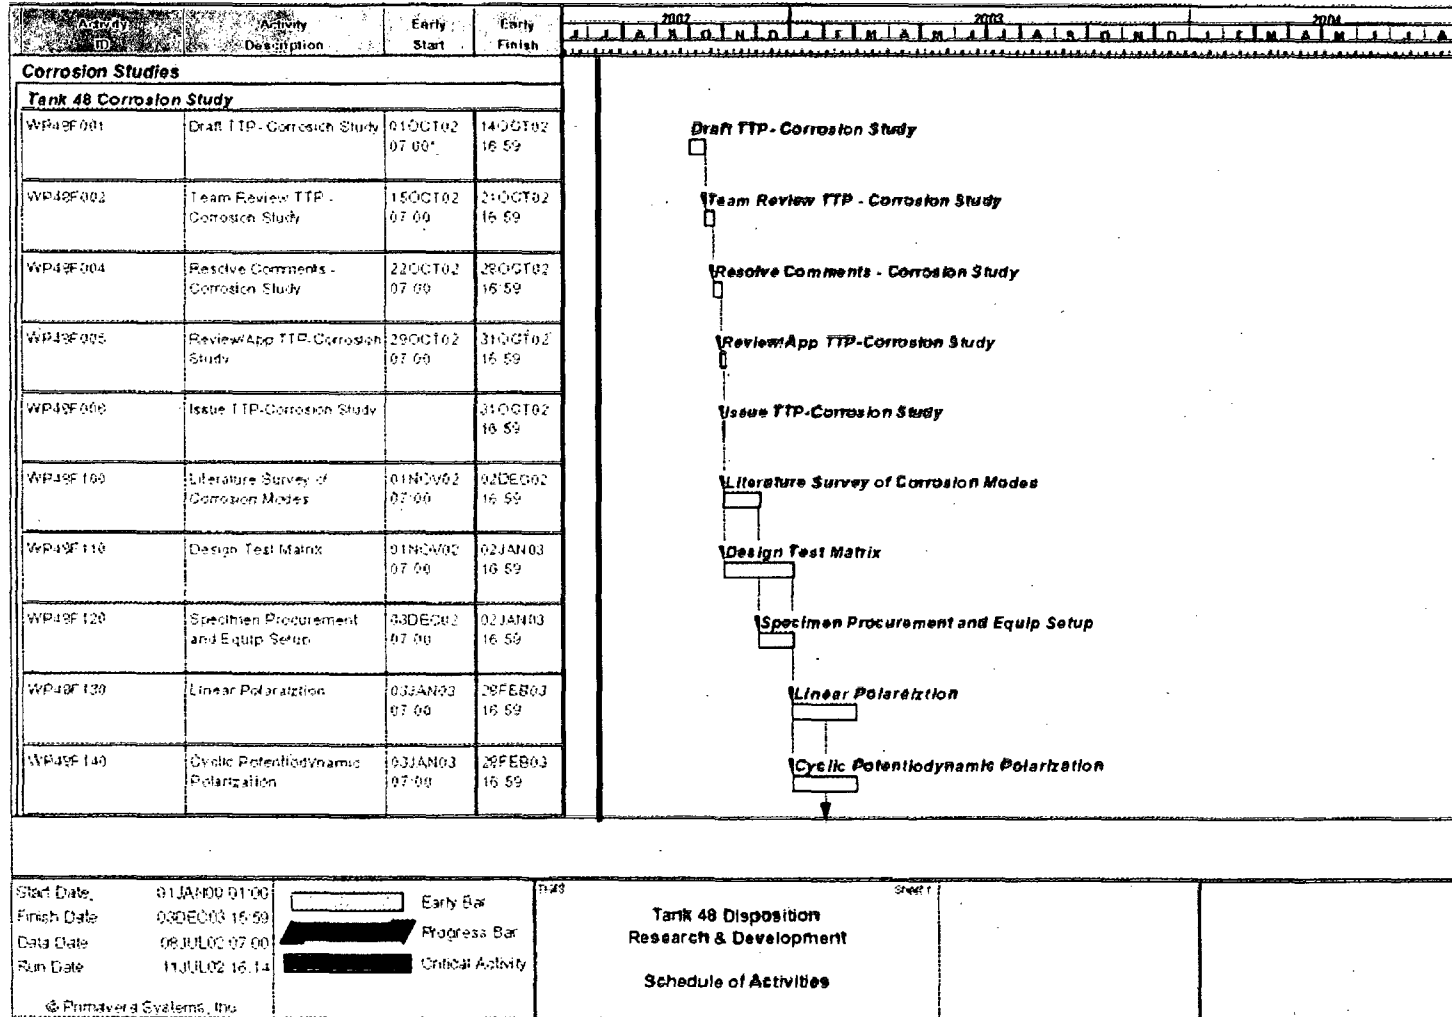 Activity ID Activity Description Early Start Early Finish 2002 2003 2004
J J A S O N D J F M A M J J A S O N D J F M A M J J A
Corrosion Studies
Tank 48 Corrosion Study
WP49F001 Draft TTP- Corrosion Study 01OCT02 07:00* 14OCT02 16:59
Draft TTP- Corrosion Study
WP49F002 Team Review TTP - Corrosion Study 15OCT02 07:00 21OCT02 16:59
Team Review TTP - Corrosion Study
WP49F004 Resolve Comments - Corrosion Study 22OCT02 07:00 28OCT02 16:59
Resolve Comments - Corrosion Study
WP49F005 Review/App TTP-Corrosion Study 29OCT02 07:00 31OCT02 16:59
Review/App TTP-Corrosion Study
WP49F006 Issue TTP-Corrosion Study 31OCT02 16:59
Issue TTP-Corrosion Study
WP49F100 Literature Survey of Corrosion Modes 01NOV02 07:00 02DEC02 16:59
Literature Survey of Corrosion Modes
WP49F110 Design Test Matrix 01NOV02 07:00 02JAN03 16:59
Design Test Matrix
WP49F120 Specimen Procurement and Equip Setup 03DEC02 07:00 02JAN03 16:59
Specimen Procurement and Equip Setup
WP49F130 Linear Polaraiztion 03JAN03 07:00 28FEB03 16:59
Linear Polaraiztion
WP49F140 Cyclic Potentiodynamic Polarization 03JAN03 07:00 28FEB03 16:59
Cyclic Potentiodynamic Polarization
Start Date 01JAN00 01:00
Finish Date 03DEC03 16:59
Data Date 08JUL02 07:00
Run Date 11JUL02 16:14
© Primavera Systems, Inc.
Early Bar
Progress Bar
Critical Activity
Sheet 1
Tank 48 Disposition
Research & Development
Schedule of Activities